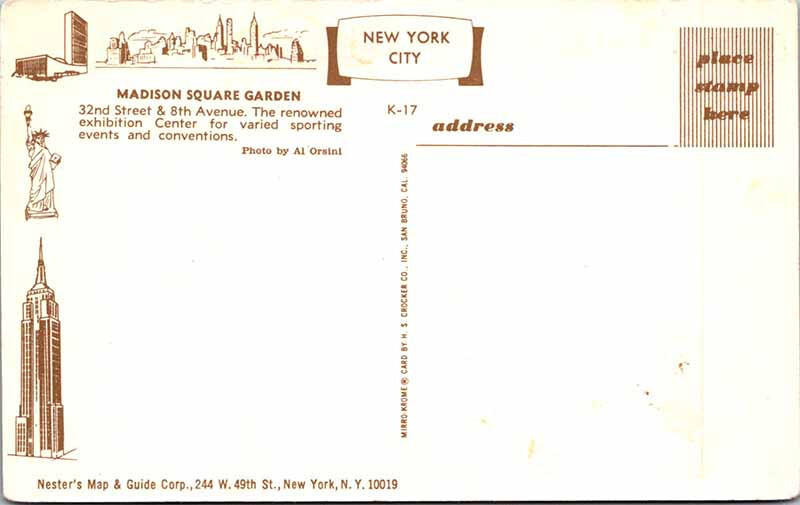 NEW YORK
CITY
place
stamp
here
MADISON SQUARE GARDEN
32nd Street & 8th Avenue. The renowned
exhibition Center for varied sporting
events and conventions.
Photo by Al Orsini
K-17
address
MIRRO-KROME® CARD BY H. S. CROCKER CO., INC., SAN BRUNO, CAL. 94066
Nester's Map & Guide Corp., 244 W. 49th St., New York, N. Y. 10019